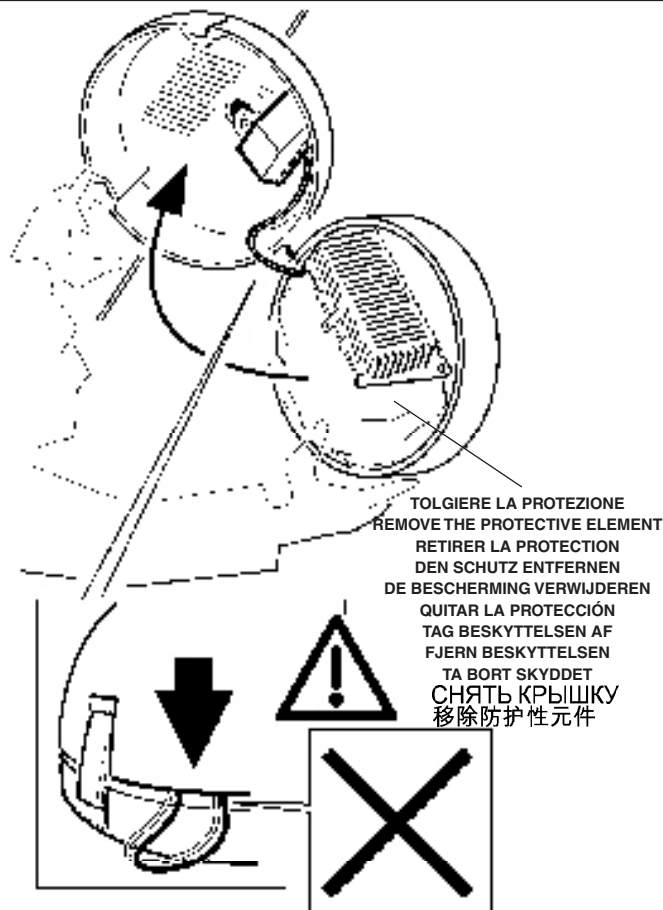 TOLGIERE LA PROTEZIONE
REMOVE THE PROTECTIVE ELEMENT
RETIRER LA PROTECTION
DEN SCHUTZ ENTFERNEN
DE BESCHERMING VERWIJDEREN
QUITAR LA PROTECCIÓN
TAG BESKYTTELSEN AF
FJERN BESKYTTELSEN
TA BORT SKYDDET
СНЯТЬ КРЫШКУ
移除防护性元件